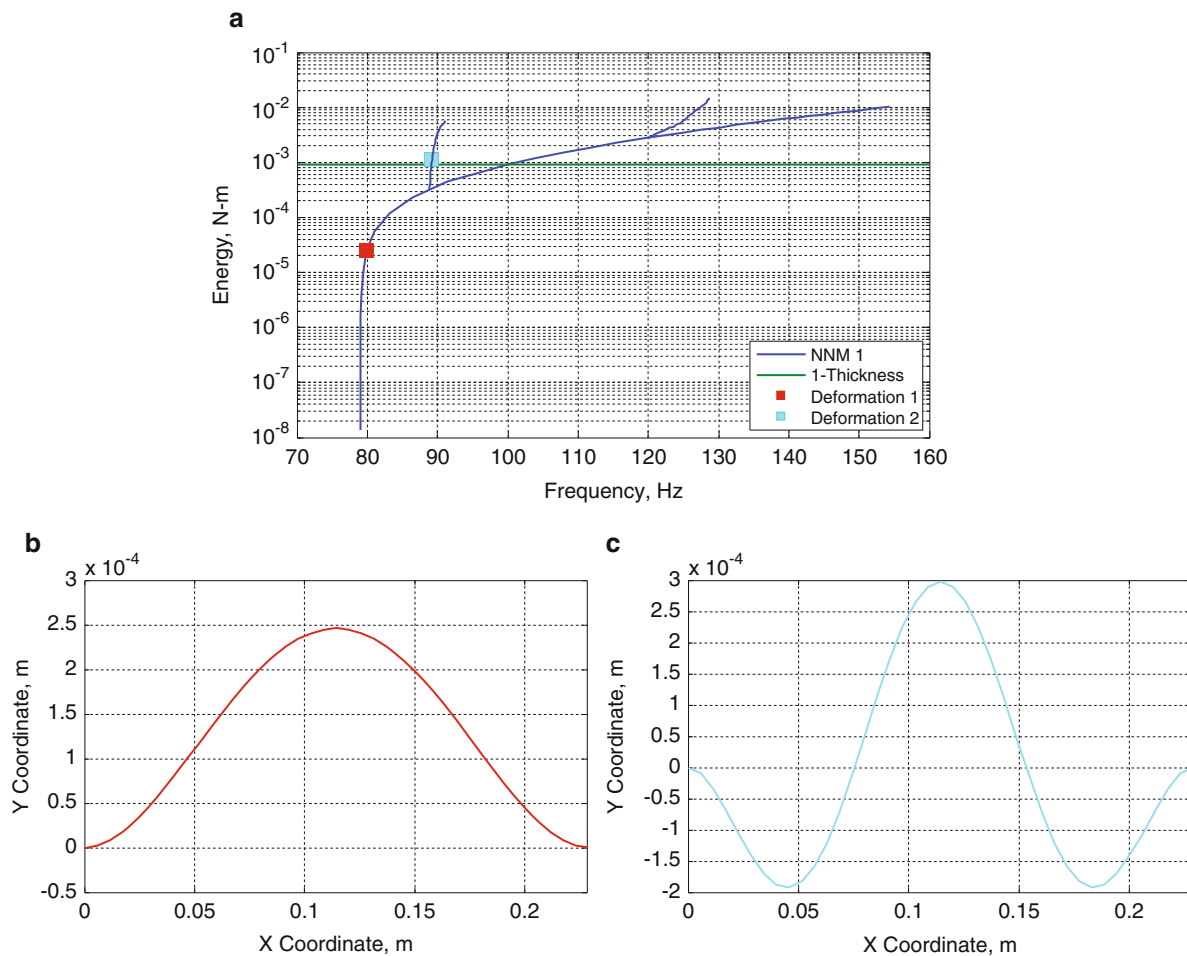 a
10^-1
10^-2
10^-3
10^-4
10^-5
10^-6
10^-7
10^-8
Energy, N-m
70 80 90 100 110 120 130 140 150 160
Frequency, Hz
NNM 1
1-Thickness
Deformation 1
Deformation 2
b
x 10^-4
3
2.5
2
1.5
1
0.5
0
-0.5
Y Coordinate, m
0 0.05 0.1 0.15 0.2
X Coordinate, m
c
x 10^-4
3
2.5
2
1.5
1
0.5
0
-0.5
-1
-1.5
-2
Y Coordinate, m
0 0.05 0.1 0.15 0.2
X Coordinate, m